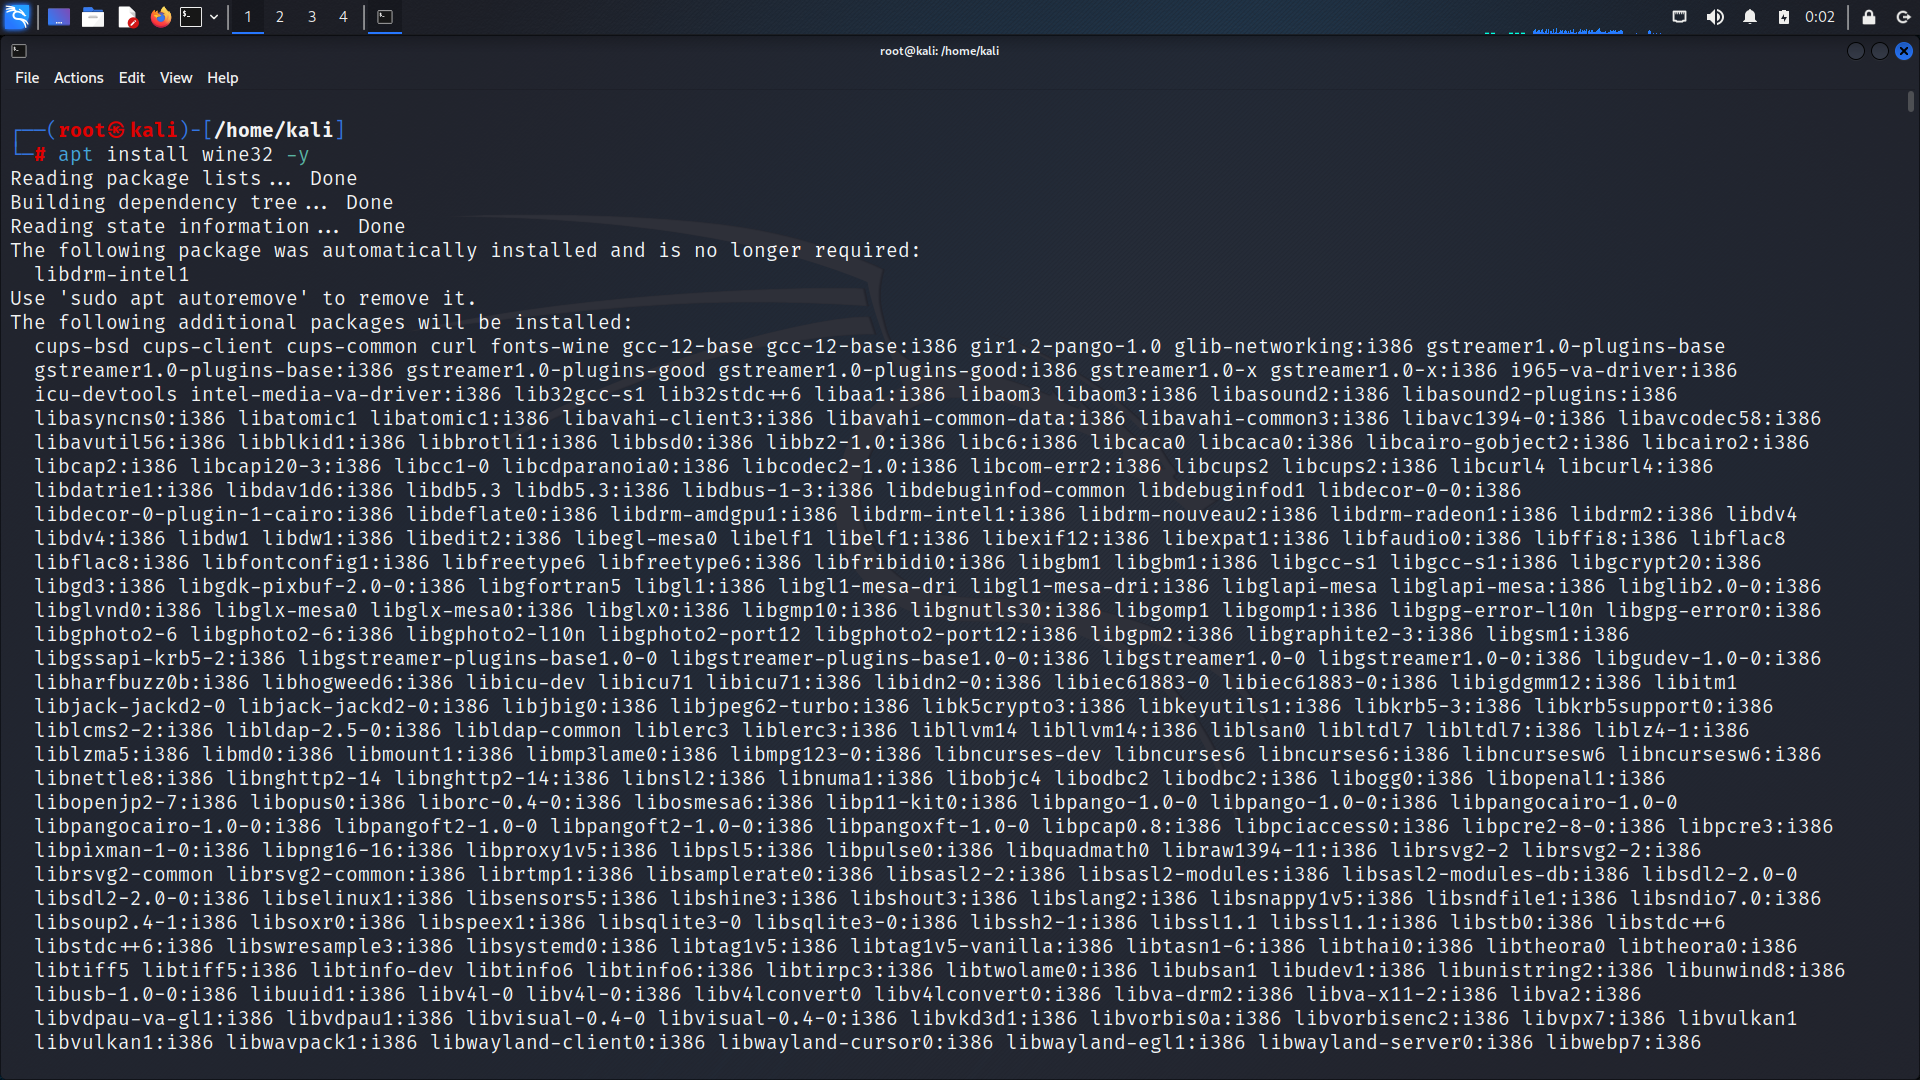 1 2 3 4
0:02
root@kali: /home/kali
File Actions Edit View Help
┌──(root㉿kali)-[/home/kali]
└─# apt install wine32 -y
Reading package lists... Done
Building dependency tree... Done
Reading state information... Done
The following package was automatically installed and is no longer required:
libdrm-intel1
Use 'sudo apt autoremove' to remove it.
The following additional packages will be installed:
cups-bsd cups-client cups-common curl fonts-wine gcc-12-base gcc-12-base:i386 gir1.2-pango-1.0 glib-networking:i386 gstreamer1.0-plugins-base
gstreamer1.0-plugins-base:i386 gstreamer1.0-plugins-good gstreamer1.0-plugins-good:i386 gstreamer1.0-x gstreamer1.0-x:i386 i965-va-driver:i386
icu-devtools intel-media-va-driver:i386 lib32gcc-s1 lib32stdc++6 libaa1:i386 libaom3 libaom3:i386 libasound2:i386 libasound2-plugins:i386
libasyncns0:i386 libatomic1 libatomic1:i386 libavahi-client3:i386 libavahi-common-data:i386 libavahi-common3:i386 libavc1394-0:i386 libavcodec58:i386
libavutil56:i386 libblkid1:i386 libbrotli1:i386 libbsd0:i386 libbz2-1.0:i386 libc6:i386 libcaca0 libcaca0:i386 libcairo-gobject2:i386 libcairo2:i386
libcap2:i386 libcapi20-3:i386 libcc1-0 libcdparanoia0:i386 libcodec2-1.0:i386 libcom-err2:i386 libcups2 libcups2:i386 libcurl4 libcurl4:i386
libdatrie1:i386 libdav1d6:i386 libdb5.3 libdb5.3:i386 libdbus-1-3:i386 libdebuginfod-common libdebuginfod1 libdecor-0-0:i386
libdecor-0-plugin-1-cairo:i386 libdeflate0:i386 libdrm-amdgpu1:i386 libdrm-intel1:i386 libdrm-nouveau2:i386 libdrm-radeon1:i386 libdrm2:i386 libdv4
libdv4:i386 libdw1 libdw1:i386 libedit2:i386 libegl-mesa0 libelf1 libelf1:i386 libexif12:i386 libexpat1:i386 libfaudio0:i386 libffi8:i386 libflac8
libflac8:i386 libfontconfig1:i386 libfreetype6 libfreetype6:i386 libfribidi0:i386 libgbm1 libgbm1:i386 libgcc-s1 libgcc-s1:i386 libgcrypt20:i386
libgd3:i386 libgdk-pixbuf-2.0-0:i386 libgfortran5 libgl1:i386 libgl1-mesa-dri libgl1-mesa-dri:i386 libglapi-mesa libglapi-mesa:i386 libglib2.0-0:i386
libglvnd0:i386 libglx-mesa0 libglx-mesa0:i386 libglx0:i386 libgmp10:i386 libgnutls30:i386 libgomp1 libgomp1:i386 libgpg-error-l10n libgpg-error0:i386
libgphoto2-6 libgphoto2-6:i386 libgphoto2-l10n libgphoto2-port12 libgphoto2-port12:i386 libgpm2:i386 libgraphite2-3:i386 libgsm1:i386
libgssapi-krb5-2:i386 libgstreamer-plugins-base1.0-0 libgstreamer-plugins-base1.0-0:i386 libgstreamer1.0-0 libgstreamer1.0-0:i386 libgudev-1.0-0:i386
libharfbuzz0b:i386 libhogweed6:i386 libicu-dev libicu71 libicu71:i386 libidn2-0:i386 libiec61883-0 libiec61883-0:i386 libigdgmm12:i386 libitm1
libjack-jackd2-0 libjack-jackd2-0:i386 libjbig0:i386 libjpeg62-turbo:i386 libk5crypto3:i386 libkeyutils1:i386 libkrb5-3:i386 libkrb5support0:i386
liblcms2-2:i386 libldap-2.5-0:i386 libldap-common liblerc3 liblerc3:i386 libllvm14 libllvm14:i386 liblsan0 libltdl7 libltdl7:i386 liblz4-1:i386
liblzma5:i386 libmd0:i386 libmount1:i386 libmp3lame0:i386 libmpg123-0:i386 libncurses-dev libncurses6 libncurses6:i386 libncursesw6 libncursesw6:i386
libnettle8:i386 libnghttp2-14 libnghttp2-14:i386 libnsl2:i386 libnuma1:i386 libobjc4 libodbc2 libodbc2:i386 libogg0:i386 libopenal1:i386
libopenjp2-7:i386 libopus0:i386 liborc-0.4-0:i386 libosmesa6:i386 libp11-kit0:i386 libpango-1.0-0 libpango-1.0-0:i386 libpangocairo-1.0-0
libpangocairo-1.0-0:i386 libpangoft2-1.0-0 libpangoft2-1.0-0:i386 libpangoxft-1.0-0 libpcap0.8:i386 libpciaccess0:i386 libpcre2-8-0:i386 libpcre3:i386
libpixman-1-0:i386 libpng16-16:i386 libproxy1v5:i386 libpsl5:i386 libpulse0:i386 libquadmath0 libraw1394-11:i386 librsvg2-2 librsvg2-2:i386
librsvg2-common librsvg2-common:i386 librtmp1:i386 libsamplerate0:i386 libsasl2-2:i386 libsasl2-modules:i386 libsasl2-modules-db:i386 libsdl2-2.0-0
libsdl2-2.0-0:i386 libselinux1:i386 libsensors5:i386 libshine3:i386 libshout3:i386 libslang2:i386 libsnappy1v5:i386 libsndfile1:i386 libsndio7.0:i386
libsoup2.4-1:i386 libsoxr0:i386 libspeex1:i386 libsqlite3-0 libsqlite3-0:i386 libssh2-1:i386 libssl1.1 libssl1.1:i386 libstb0:i386 libstdc++6
libstdc++6:i386 libswresample3:i386 libsystemd0:i386 libtag1v5:i386 libtag1v5-vanilla:i386 libtasn1-6:i386 libthai0:i386 libtheora0 libtheora0:i386
libtiff5 libtiff5:i386 libtinfo-dev libtinfo6 libtinfo6:i386 libtirpc3:i386 libtwolame0:i386 libubsan1 libudev1:i386 libunistring2:i386 libunwind8:i386
libusb-1.0-0:i386 libuuid1:i386 libv4l-0 libv4l-0:i386 libv4lconvert0 libv4lconvert0:i386 libva-drm2:i386 libva-x11-2:i386 libva2:i386
libvdpau-va-gl1:i386 libvdpau1:i386 libvisual-0.4-0 libvisual-0.4-0:i386 libvkd3d1:i386 libvorbis0a:i386 libvorbisenc2:i386 libvpx7:i386 libvulkan1
libvulkan1:i386 libwavpack1:i386 libwayland-client0:i386 libwayland-cursor0:i386 libwayland-egl1:i386 libwayland-server0:i386 libwebp7:i386